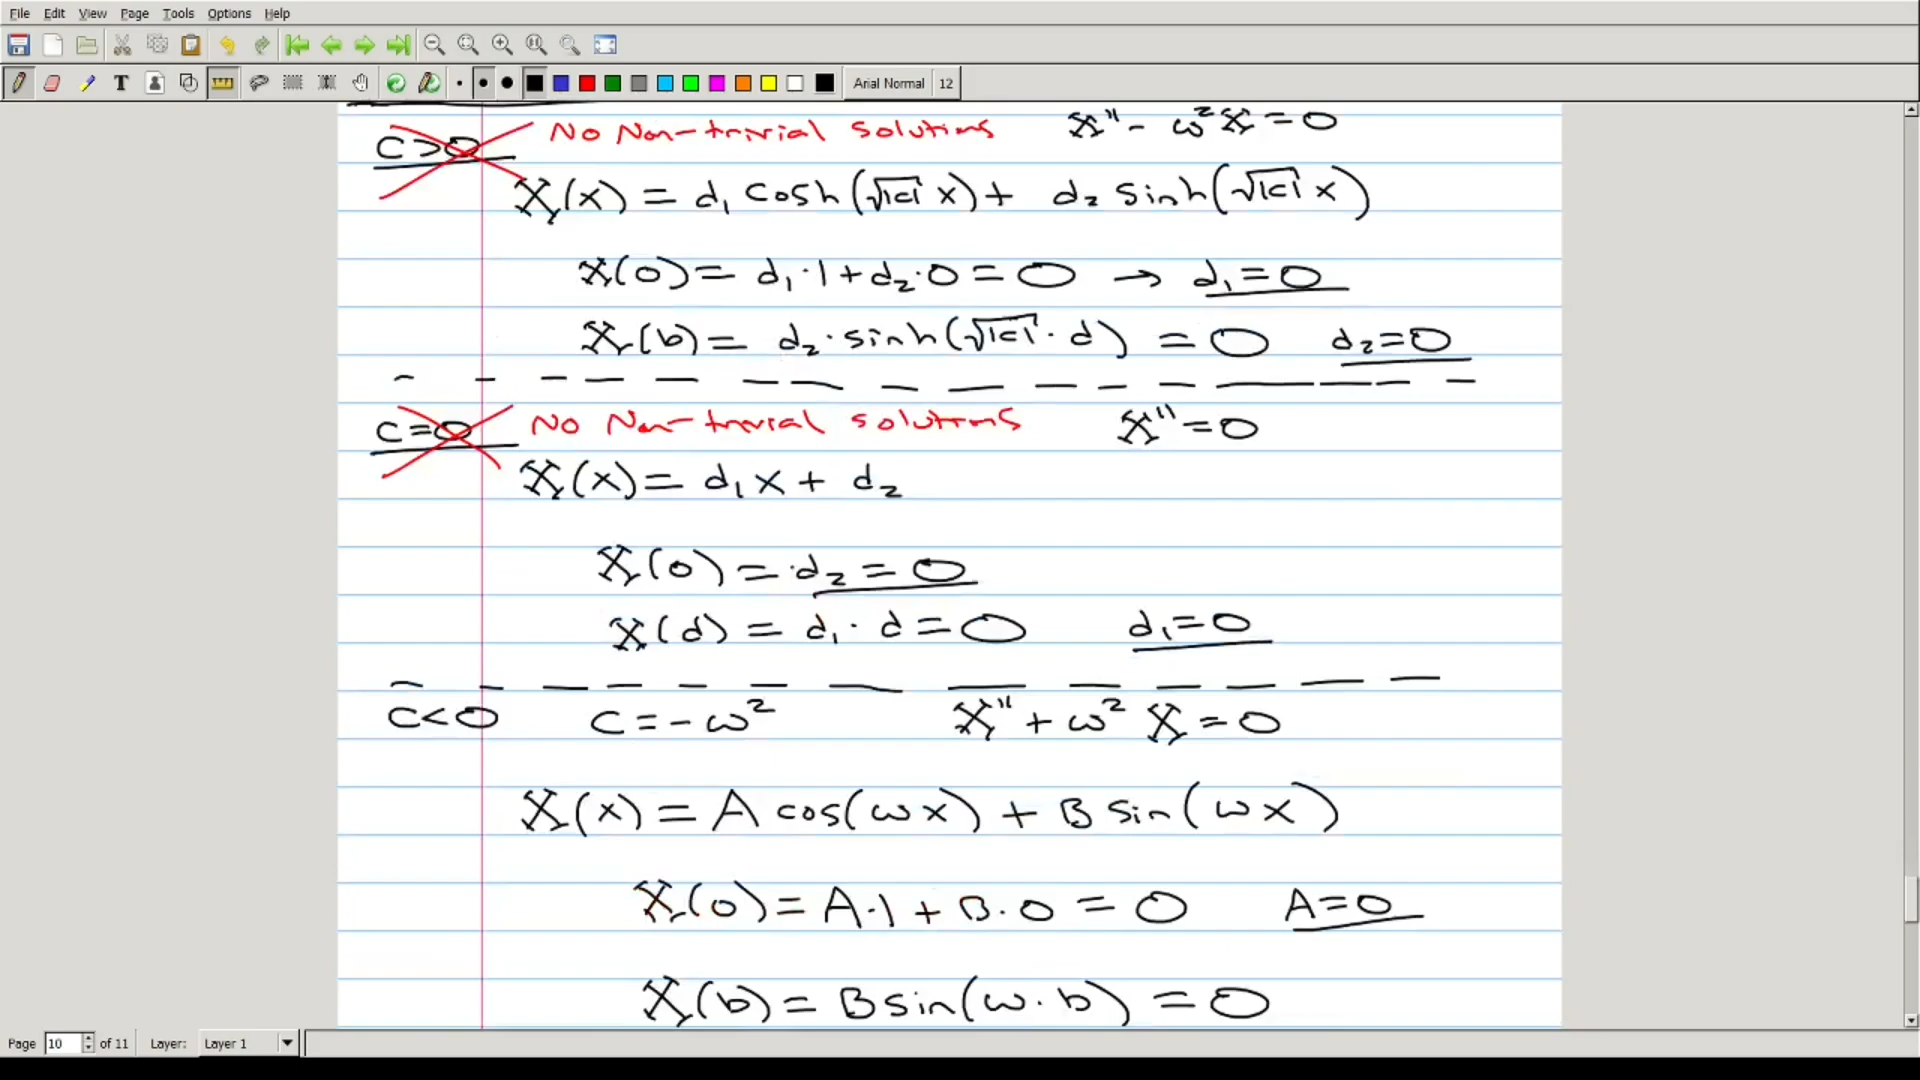 File Edit View Page Tools Options Help
T Arial Normal 12
C>0 No Non-trivial Solutions X'' - ω² X = 0
X(x) = d₁ cosh(√|c| x) + d₂ sinh(√|c| x)
X(0) = d₁·1 + d₂·0 = 0 → d₁ = 0
X(b) = d₂·sinh(√|c|·d) = 0 d₂=0
C=0 No Non-trivial solutions X'' = 0
X(x) = d₁x + d₂
X(0) = d₂ = 0
X(d) = d₁·d = 0 d₁=0
C<0 C = -ω² X'' + ω² X = 0
X(x) = A cos(ωx) + B sin(ωx)
X(0) = A·1 + B·0 = 0 A=0
X(b) = B sin(ω·b) = 0
Page 10 of 11 Layer: Layer 1